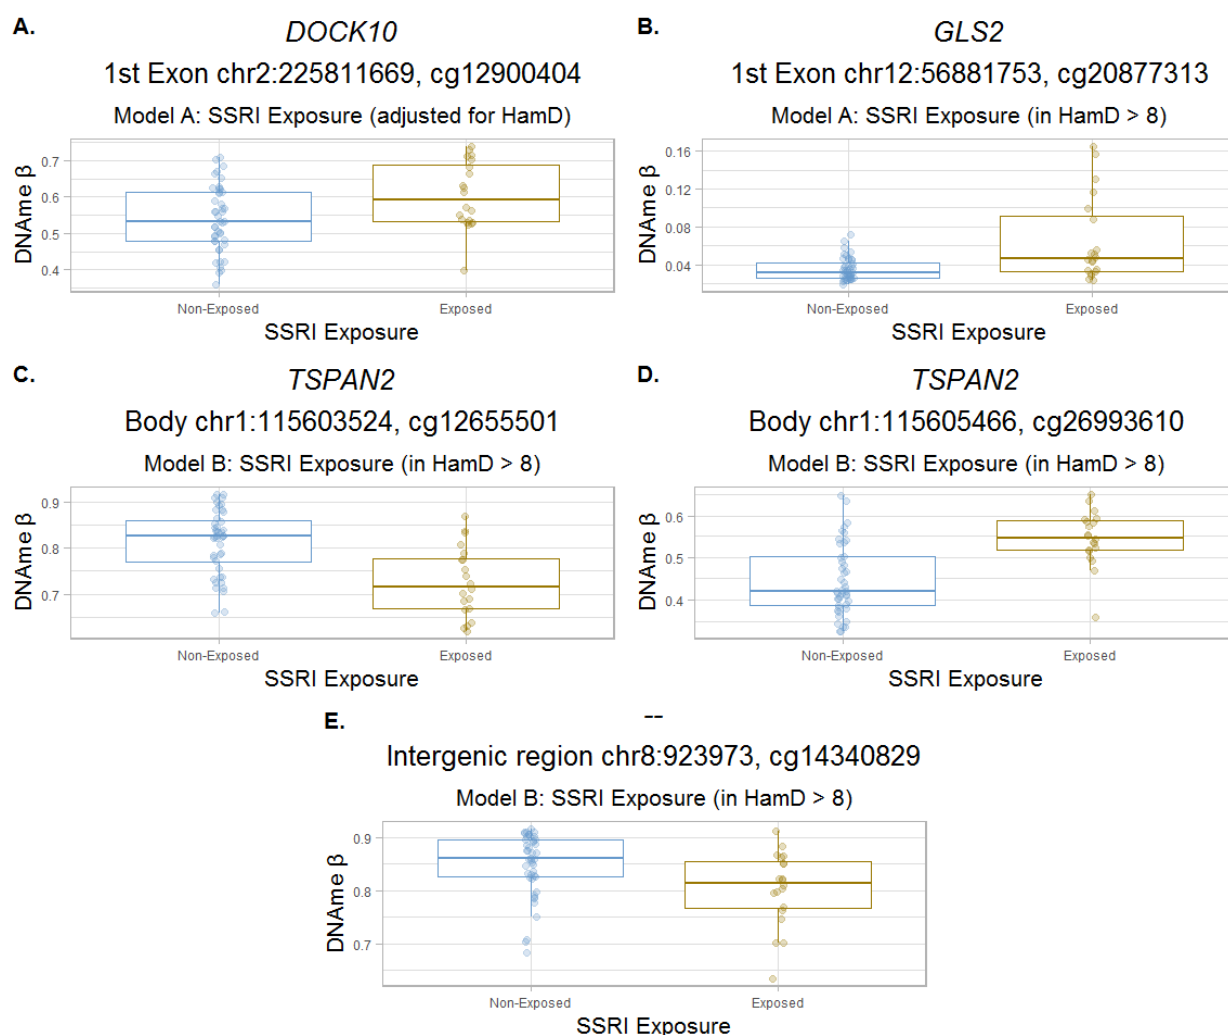 A.
DOCK10
1st Exon chr2:225811669, cg12900404
Model A: SSRI Exposure (adjusted for HamD)
DNAme β
0.7
0.6
0.5
0.4
Non-Exposed
Exposed
SSRI Exposure
B.
GLS2
1st Exon chr12:56881753, cg20877313
Model A: SSRI Exposure (in HamD > 8)
DNAme β
0.16
0.12
0.08
0.04
Non-Exposed
Exposed
SSRI Exposure
C.
TSPAN2
Body chr1:115603524, cg12655501
Model B: SSRI Exposure (in HamD > 8)
DNAme β
0.9
0.8
0.7
Non-Exposed
Exposed
SSRI Exposure
D.
TSPAN2
Body chr1:115605466, cg26993610
Model B: SSRI Exposure (in HamD > 8)
DNAme β
0.6
0.5
0.4
Non-Exposed
Exposed
SSRI Exposure
E.
--
Intergenic region chr8:923973, cg14340829
Model B: SSRI Exposure (in HamD > 8)
DNAme β
0.9
0.8
0.7
Non-Exposed
Exposed
SSRI Exposure